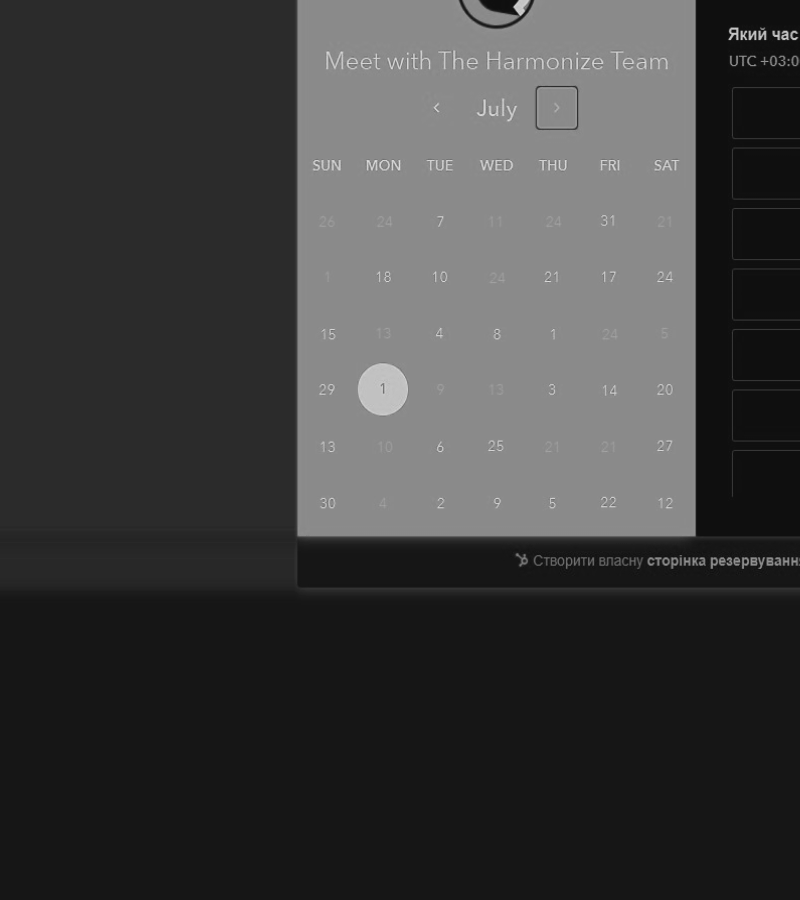 Meet with The Harmonize Team
Який час
July
UTC +03:0
SUN MON TUE WED THU FRI SAT
26 24 7 11 24 31 21
1 18 10 24 21 17 24
15 13 4 8 1 24 5
29 1 9 13 3 14 20
13 10 6 25 21 21 27
30 4 2 9 5 22 12
Створити власну сторінка резервуванн